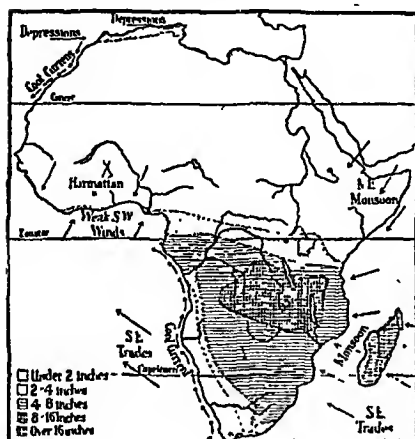 Depressions
Depressions
Cool Current
Cancer
Harmattan
N.E.
Monsoon
Equator
Weak S.W.
Winds
S.E.
Trades
Cool Current
Capricorn
Monsoon
S.E.
Trades
Under 2 inches
2-4 inches
4-8 inches
8-16 inches
Over 16 inches